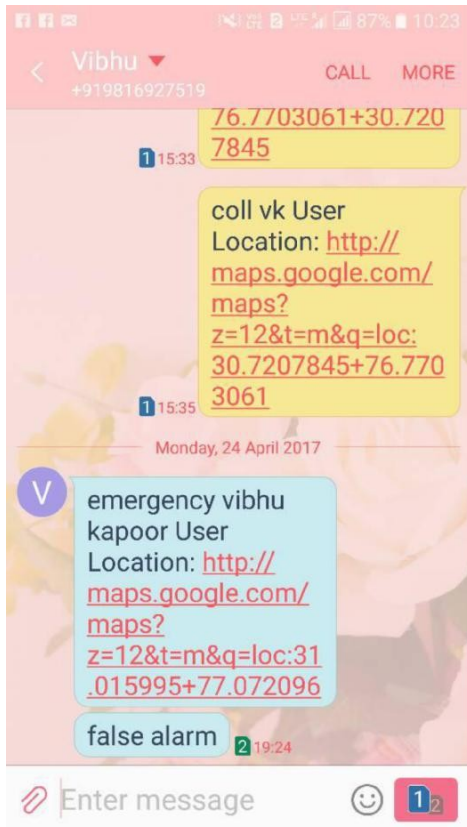 87% 10:23
Vibhu
+919816927519
CALL MORE
76.7703061+30.720
7845
1 15:33
coll vk User
Location: http://
maps.google.com/
maps?
z=12&t=m&q=loc:
30.7207845+76.770
3061
1 15:35
Monday, 24 April 2017
V
emergency vibhu
kapoor User
Location: http://
maps.google.com/
maps?
z=12&t=m&q=loc:31
.015995+77.072096
false alarm
2 19:24
Enter message
1 2